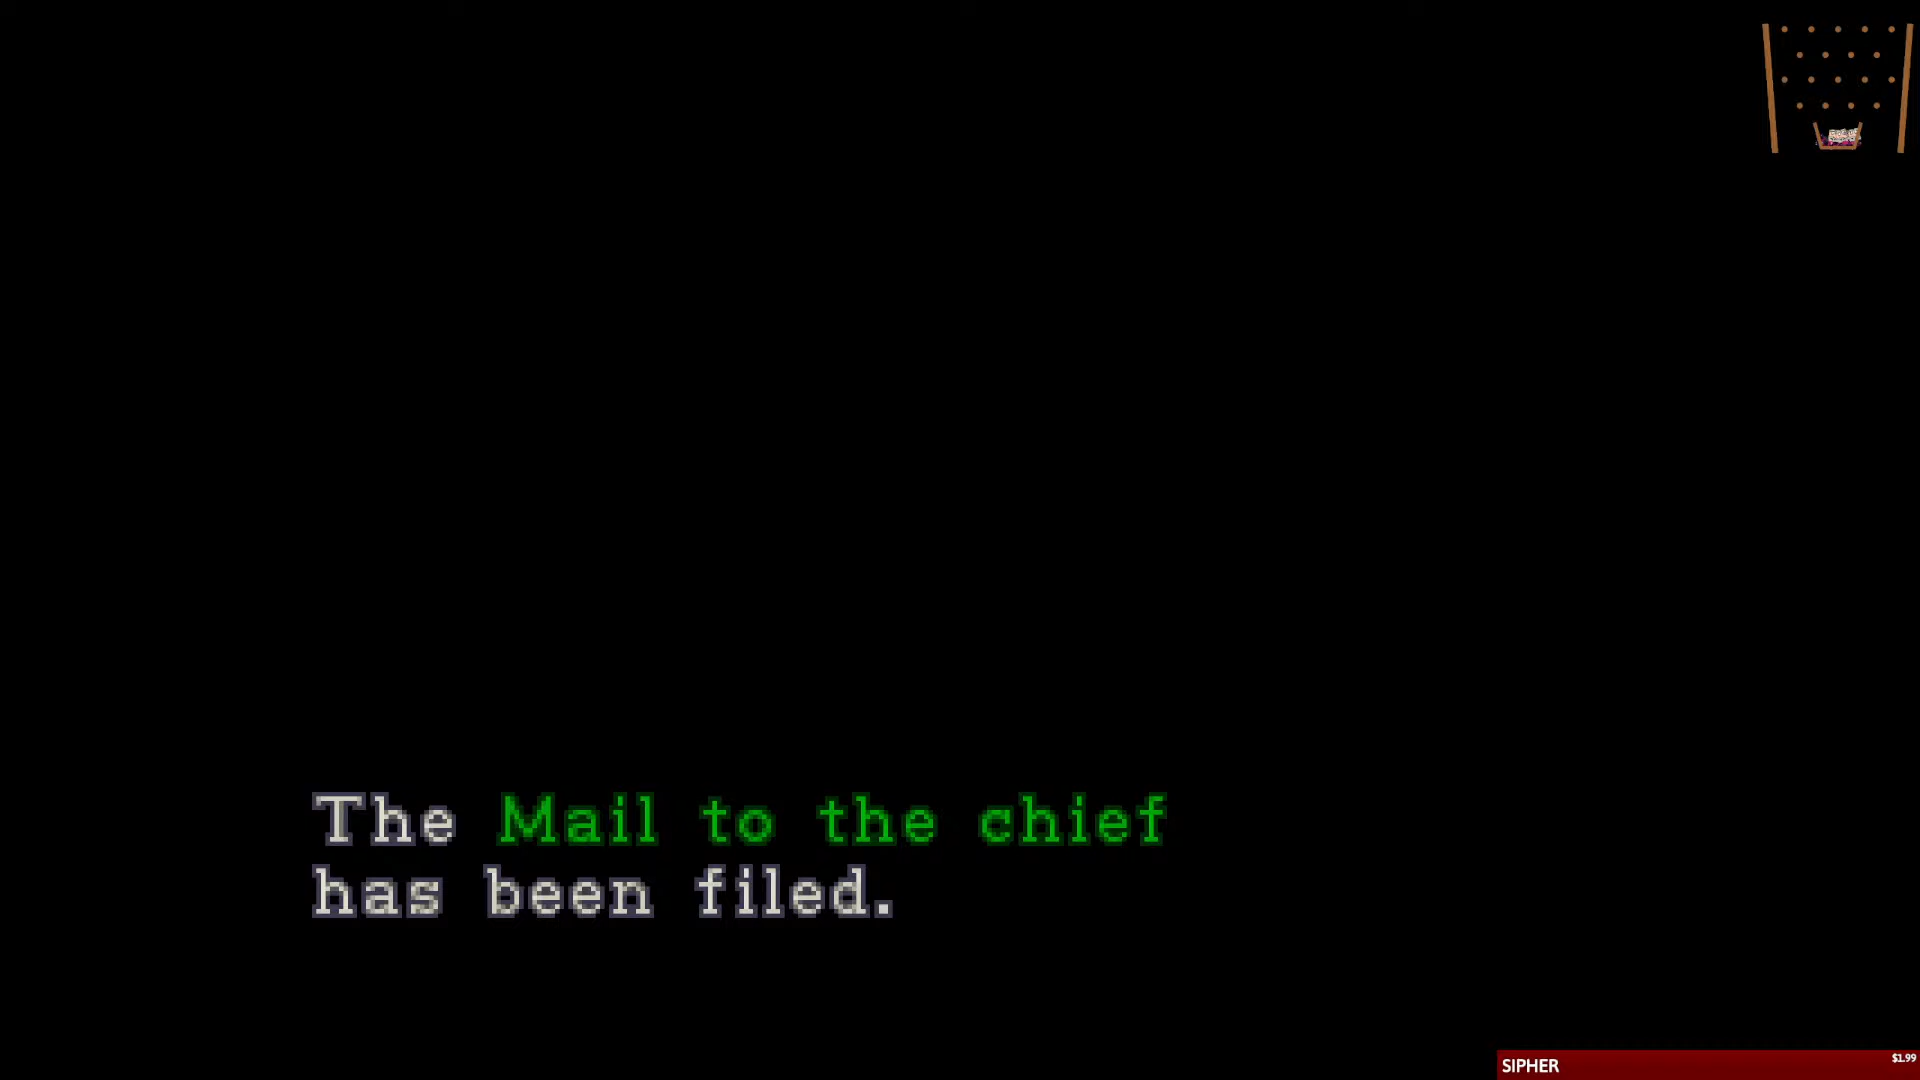 The Mail to the chief
has been filed.
SIPHER
$1.99